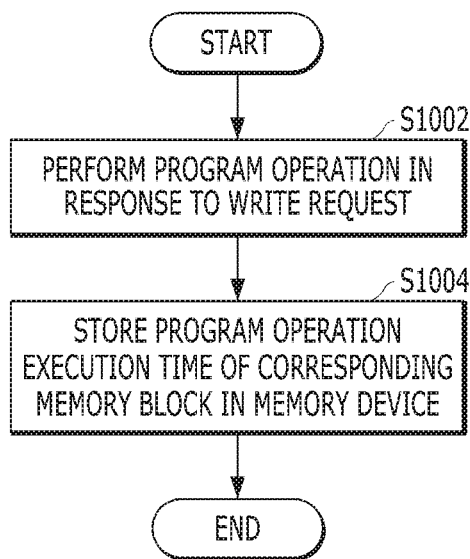 START
S1002
PERFORM PROGRAM OPERATION IN
RESPONSE TO WRITE REQUEST
S1004
STORE PROGRAM OPERATION
EXECUTION TIME OF CORRESPONDING
MEMORY BLOCK IN MEMORY DEVICE
END